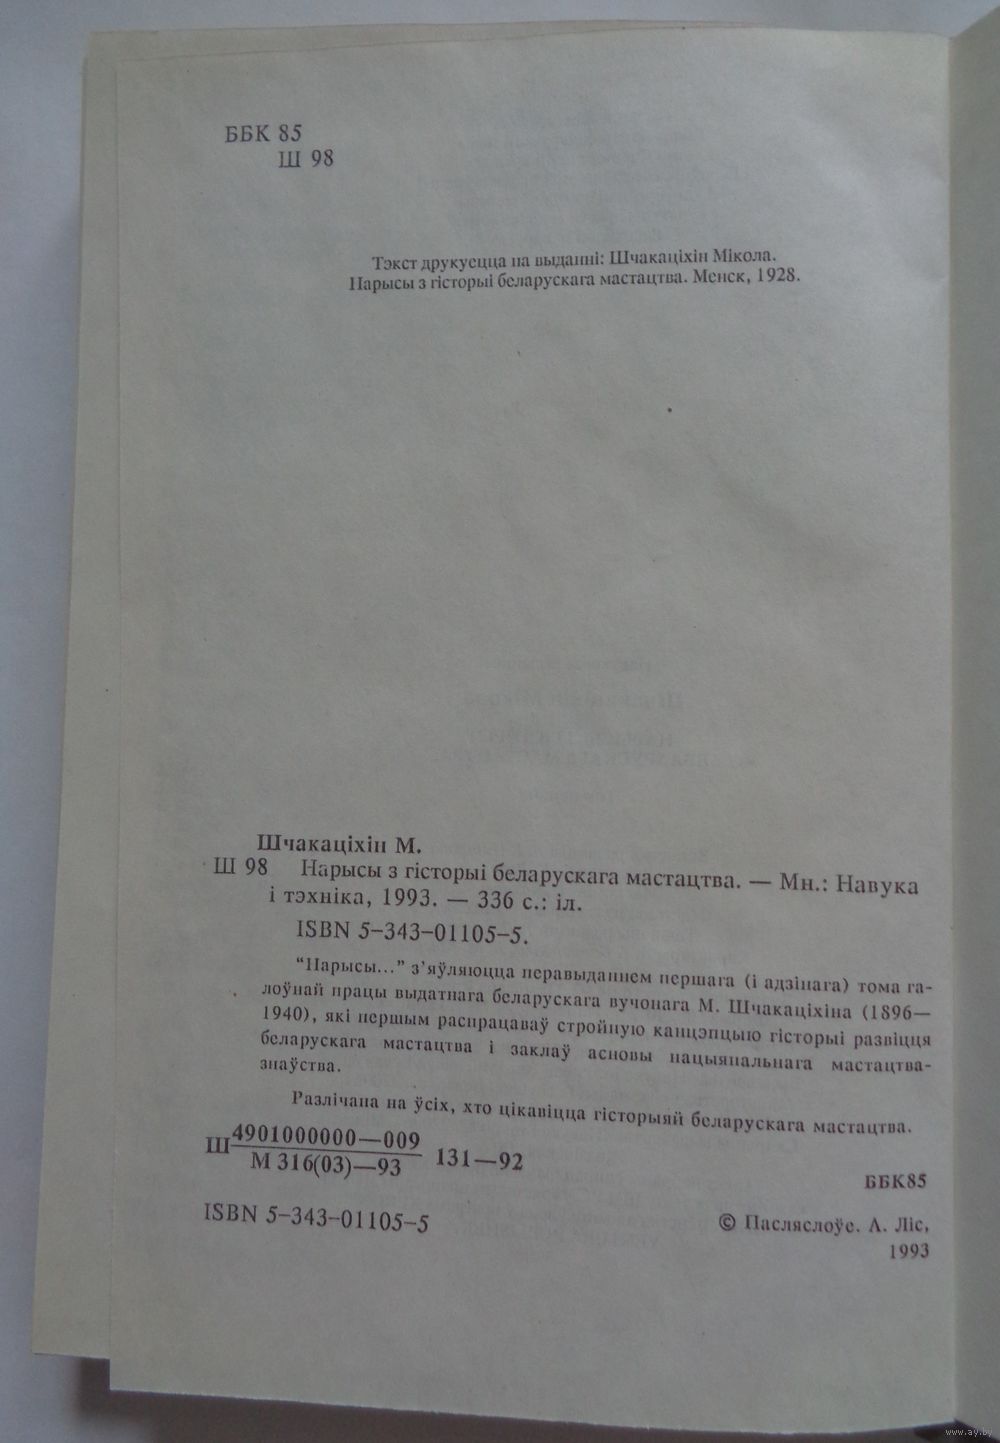 ББК 85
Ш 98
Тэкст друкуецца па выданні: Шчакаціхін Мікола.
Нарысы з гісторыі беларускага мастацтва. Менск, 1928.
Шчакаціхін М.
Ш 98 Нарысы з гісторыі беларускага мастацтва. — Мн.: Навука
і тэхніка, 1993. — 336 с.: іл.
ISBN 5–343–01105–5.
“Нарысы...” з’яўляюцца перавыданнем першага (і адзінага) тома га-
лоўнай працы выдатнага беларускага вучонага М. Шчакаціхіна (1896—
1940), які першым распрацаваў стройную канцэпцыю гісторыі развіцця
беларускага мастацтва і заклаў асновы нацыянальнага мастацтва-
знаўства.
Разлічана на ўсіх, хто цікавіцца гісторыяй беларускага мастацтва.
Ш 4901000000—009
М 316(03)—93 131—92
ББК85
ISBN 5–343–01105–5
© Пасляслоўе. А. Ліс,
1993
www.ay.by